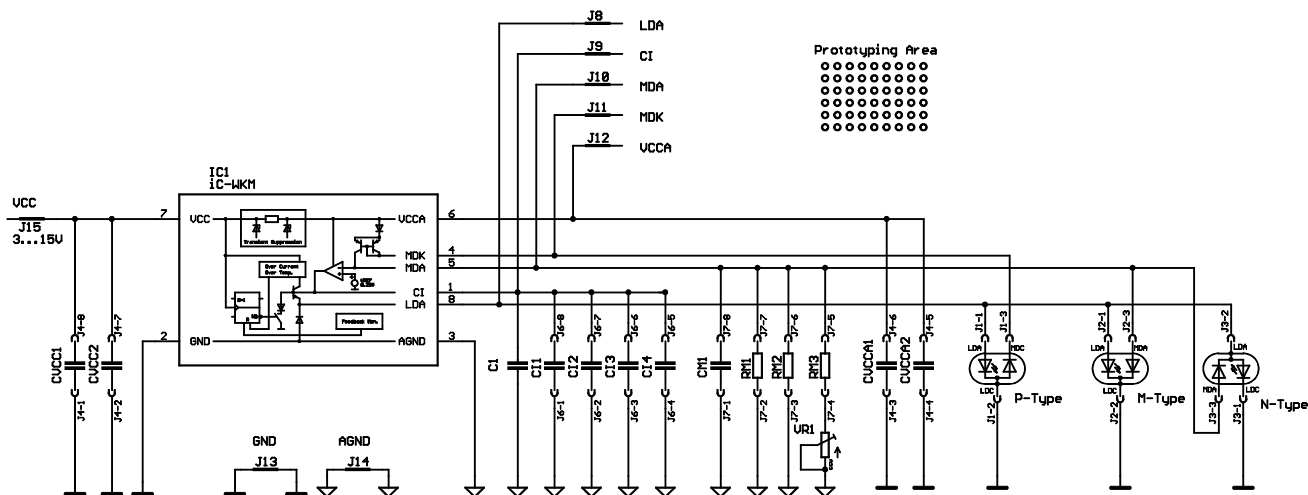 J8
LDA
J9
CI
J10
MDA
J11
MDK
J12
VCCA
Prototyping Area
IC1
iC-WKM
VCC
J15
3...15V
7
VCC
VCCA
6
Transient Suppression
MDK
4
MDA
5
Over Current
Over Temp.
CI
1
LDA
8
Feedback Mon.
2
GND
AGND
3
J4-8
J4-7
CVCC1
CVCC2
J4-1
J4-2
C1
J6-8
J6-7
J6-6
J6-5
CI1
CI2
CI3
CI4
J6-1
J6-2
J6-3
J6-4
J7-8
J7-7
J7-6
J7-5
CM1
RM1
RM2
RM3
J7-1
J7-2
J7-3
J7-4
VR1
J4-6
J4-5
CVCCA1
CVCCA2
J4-3
J4-4
J1-1
J1-3
LDA
MDC
LDC
J1-2
P-Type
J2-1
J2-3
LDA
MDA
LDC
J2-2
M-Type
J3-2
LDA
MDA
LDC
J3-3
J3-1
N-Type
GND
J13
AGND
J14